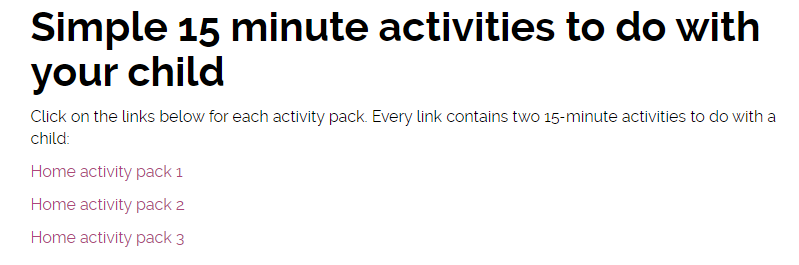 Simple 15 minute activities to do with
your child
Click on the links below for each activity pack. Every link contains two 15-minute activities to do with a
child:
Home activity pack 1
Home activity pack 2
Home activity pack 3